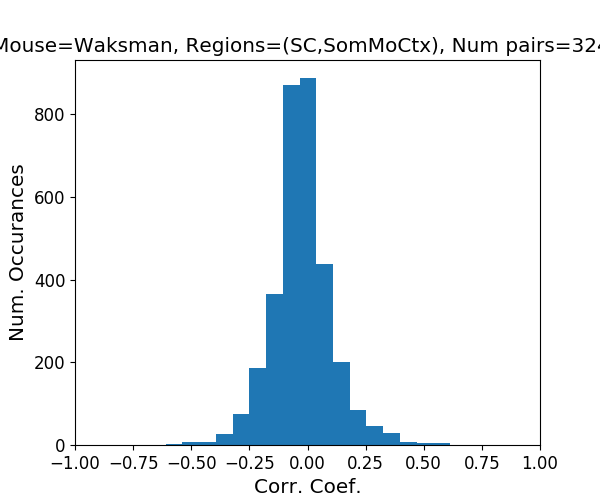 Mouse=Waksman, Regions=(SC,SomMoCtx), Num pairs=324
800
600
400
200
0
Num. Occurances
−1.00 −0.75 −0.50 −0.25 0.00 0.25 0.50 0.75 1.00
Corr. Coef.